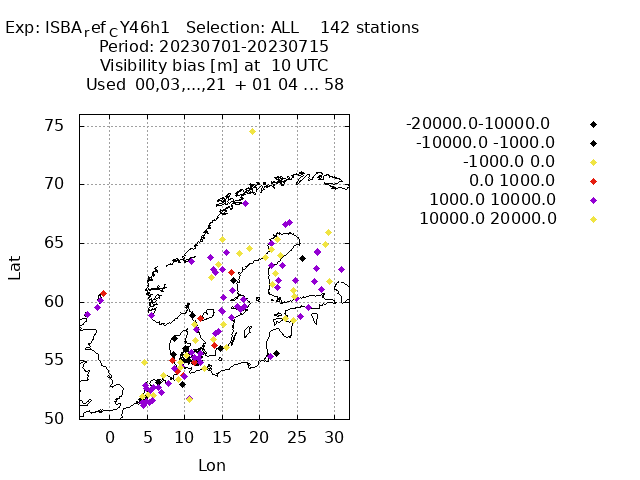 Exp: ISBA_ref_CY46h1 Selection: ALL 142 stations
Period: 20230701-20230715
Visibility bias [m] at 10 UTC
Used 00,03,...,21 + 01 04 ... 58
-20000.0-10000.0
-10000.0 -1000.0
-1000.0 0.0
0.0 1000.0
1000.0 10000.0
10000.0 20000.0
75
70
65
60
55
50
Lat
0 5 10 15 20 25 30
Lon